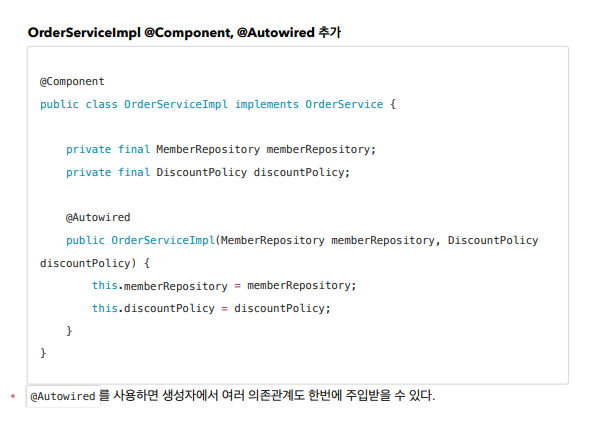 OrderServiceImpl @Component, @Autowired 추가
@Component
public class OrderServiceImpl implements OrderService {
private final MemberRepository memberRepository;
private final DiscountPolicy discountPolicy;
@Autowired
public OrderServiceImpl(MemberRepository memberRepository, DiscountPolicy
discountPolicy) {
this.memberRepository = memberRepository;
this.discountPolicy = discountPolicy;
}
}
• @Autowired 를 사용하면 생성자에서 여러 의존관계도 한번에 주입받을 수 있다.